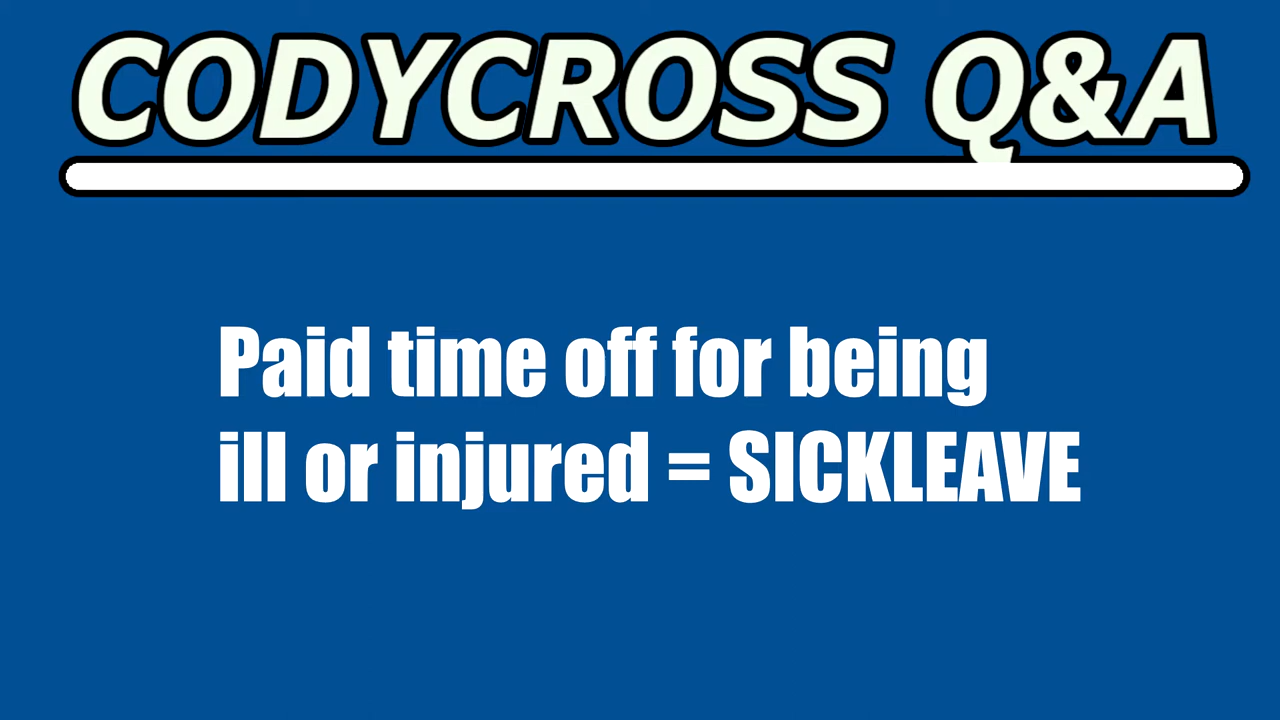 CODYCROSS Q&A
Paid time off for being
ill or injured = SICKLEAVE